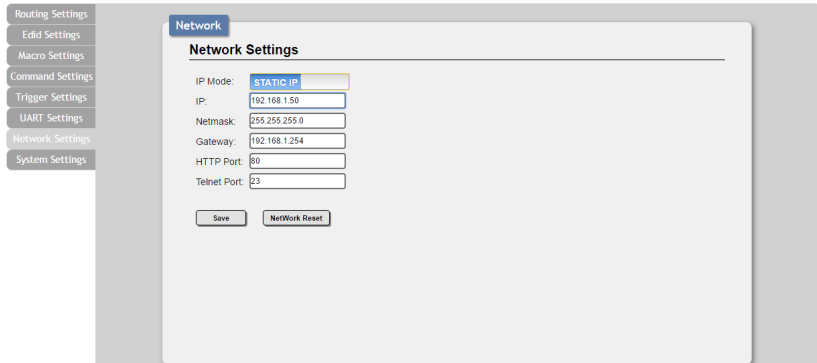 Routing Settings
Edid Settings
Macro Settings
Command Settings
Trigger Settings
UART Settings
Network Settings
System Settings
Network
Network Settings
IP Mode: STATIC IP
IP: 192.168.1.50
Netmask: 255.255.255.0
Gateway: 192.168.1.254
HTTP Port: 80
Telnet Port: 23
Save NetWork Reset